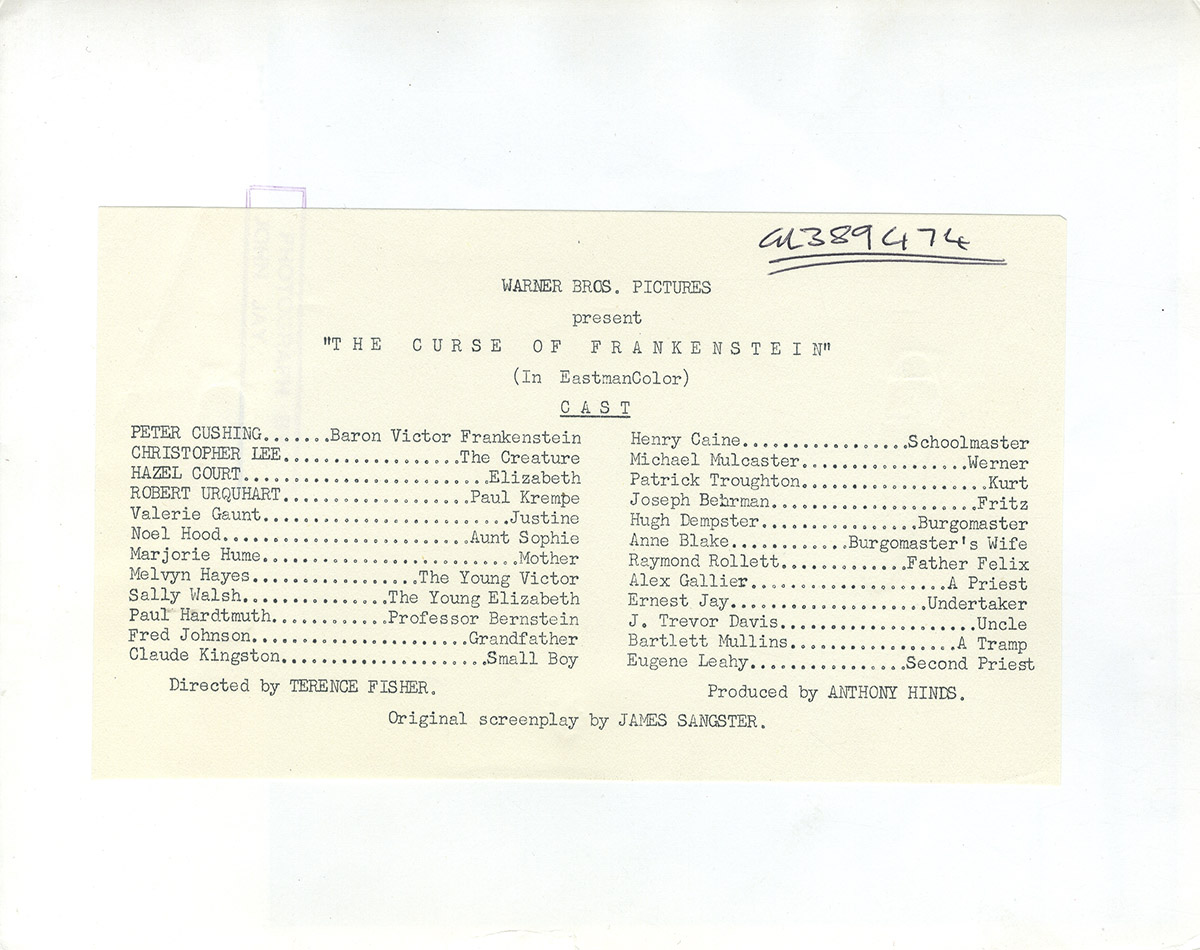 WARNER BROS. PICTURES
present
"THE CURSE OF FRANKENSTEIN"
(In EastmanColor)
CAST
PETER CUSHING.......Baron Victor Frankenstein
CHRISTOPHER LEE..................The Creature
HAZEL COURT.........................Elizabeth
ROBERT URQUHART...................Paul Krempe
Valerie Gaunt.........................Justine
Noel Hood.........................Aunt Sophie
Marjorie Hume..........................Mother
Melvyn Hayes.................The Young Victor
Sally Walsh...............The Young Elizabeth
Paul Hardtmuth............Professor Bernstein
Fred Johnson......................Grandfather
Claude Kingston.....................Small Boy
Henry Caine.................Schoolmaster
Michael Mulcaster.................Werner
Patrick Troughton...................Kurt
Joseph Behrman.....................Fritz
Hugh Dempster................Burgomaster
Anne Blake............Burgomaster's Wife
Raymond Rollett.............Father Felix
Alex Gallier....................A Priest
Ernest Jay....................Undertaker
J. Trevor Davis....................Uncle
Bartlett Mullins.................A Tramp
Eugene Leahy................Second Priest
Directed by TERENCE FISHER.
Produced by ANTHONY HINDS.
Original screenplay by JAMES SANGSTER.